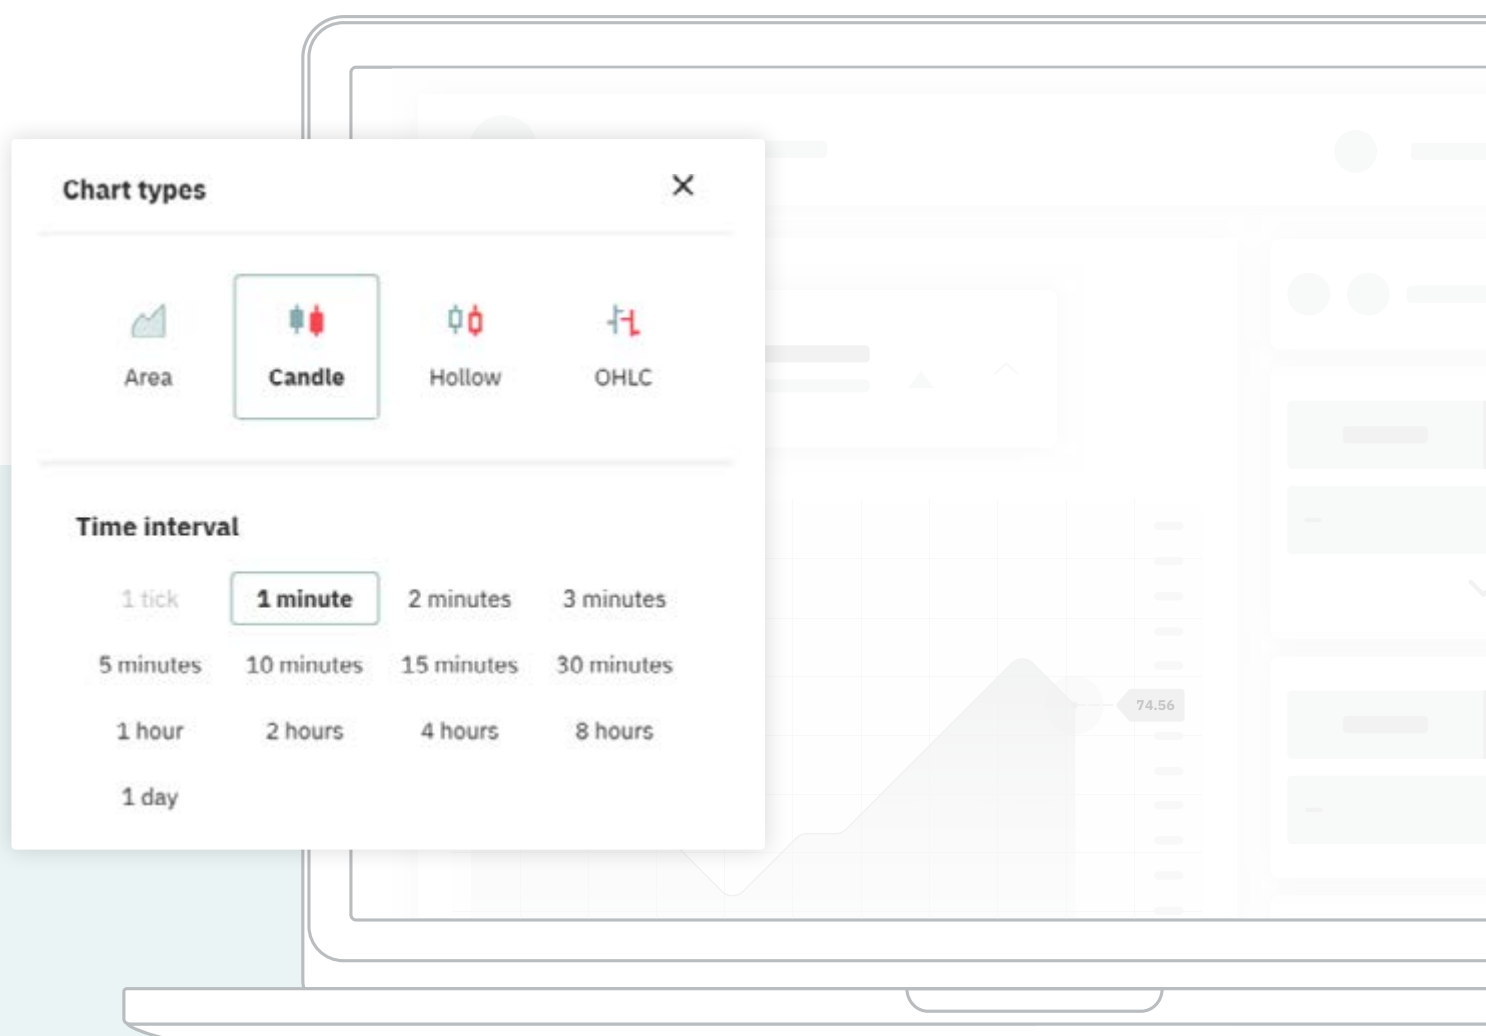 Chart types
Area Candle Hollow OHLC
Time interval
1 tick 1 minute 2 minutes 3 minutes
5 minutes 10 minutes 15 minutes 30 minutes
1 hour 2 hours 4 hours 8 hours
74.56
1 day